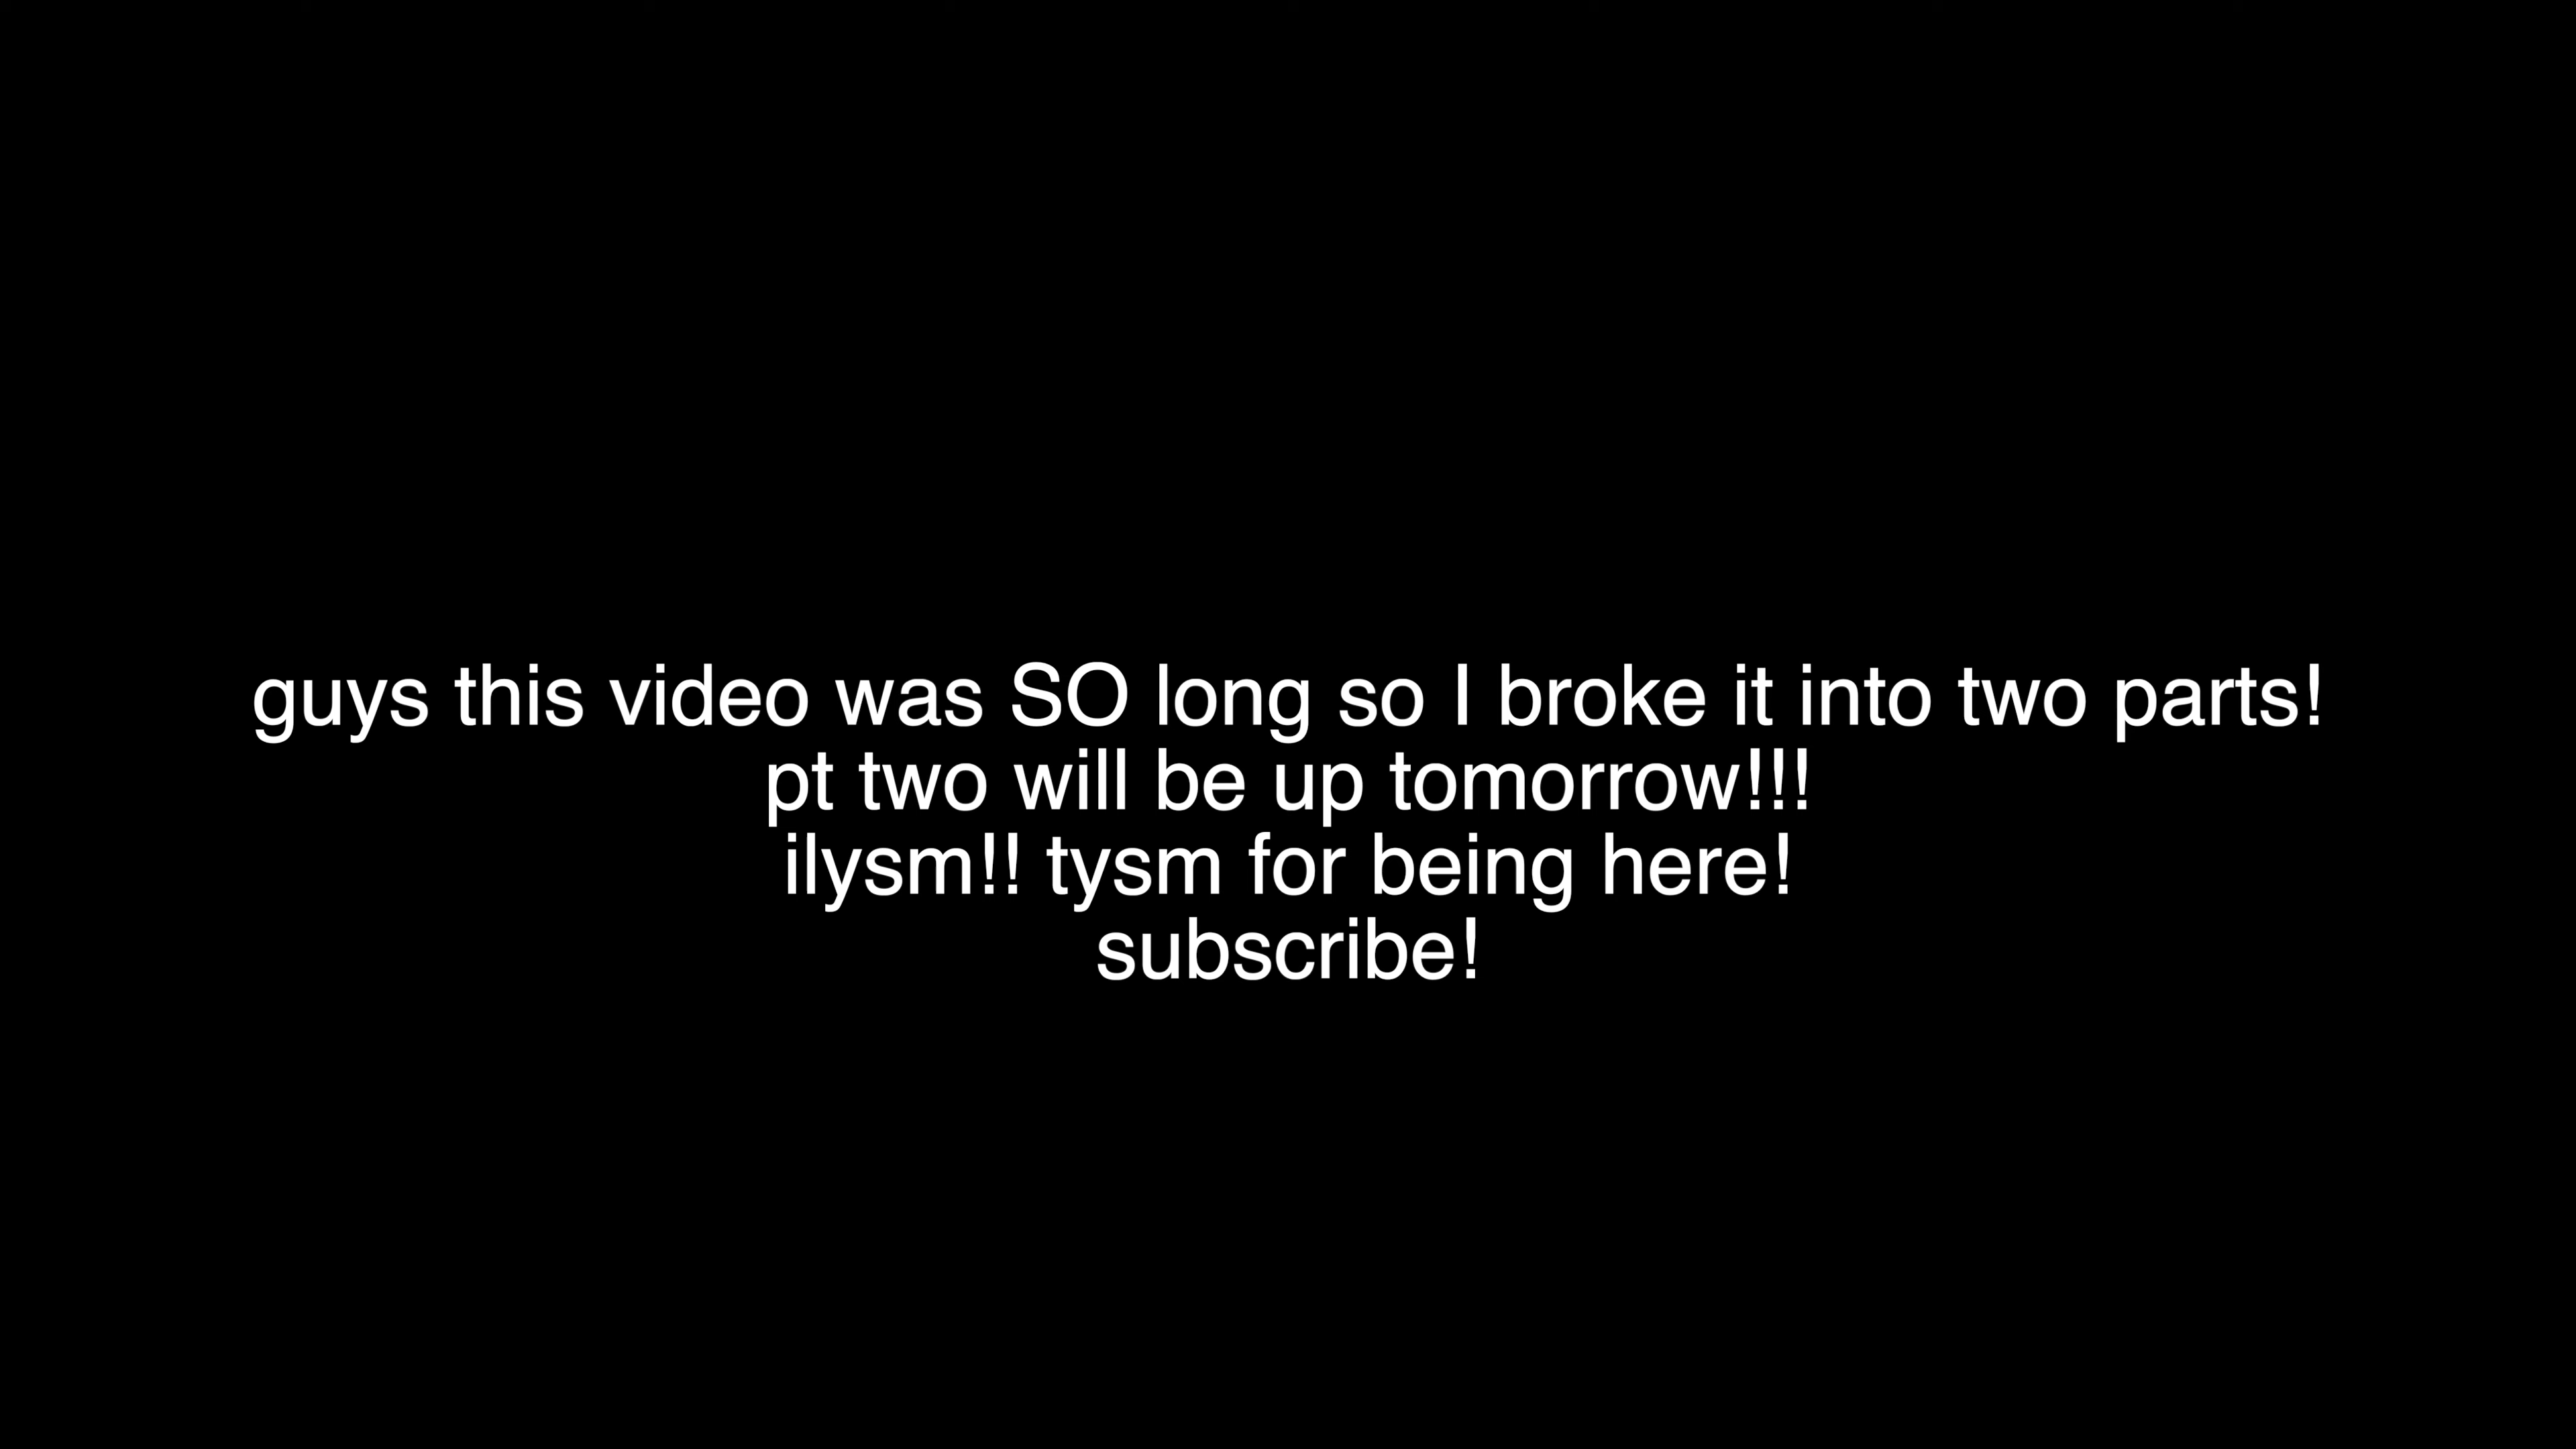 guys this video was SO long so I broke it into two parts!
pt two will be up tomorrow!!!
ilysm!! tysm for being here!
subscribe!